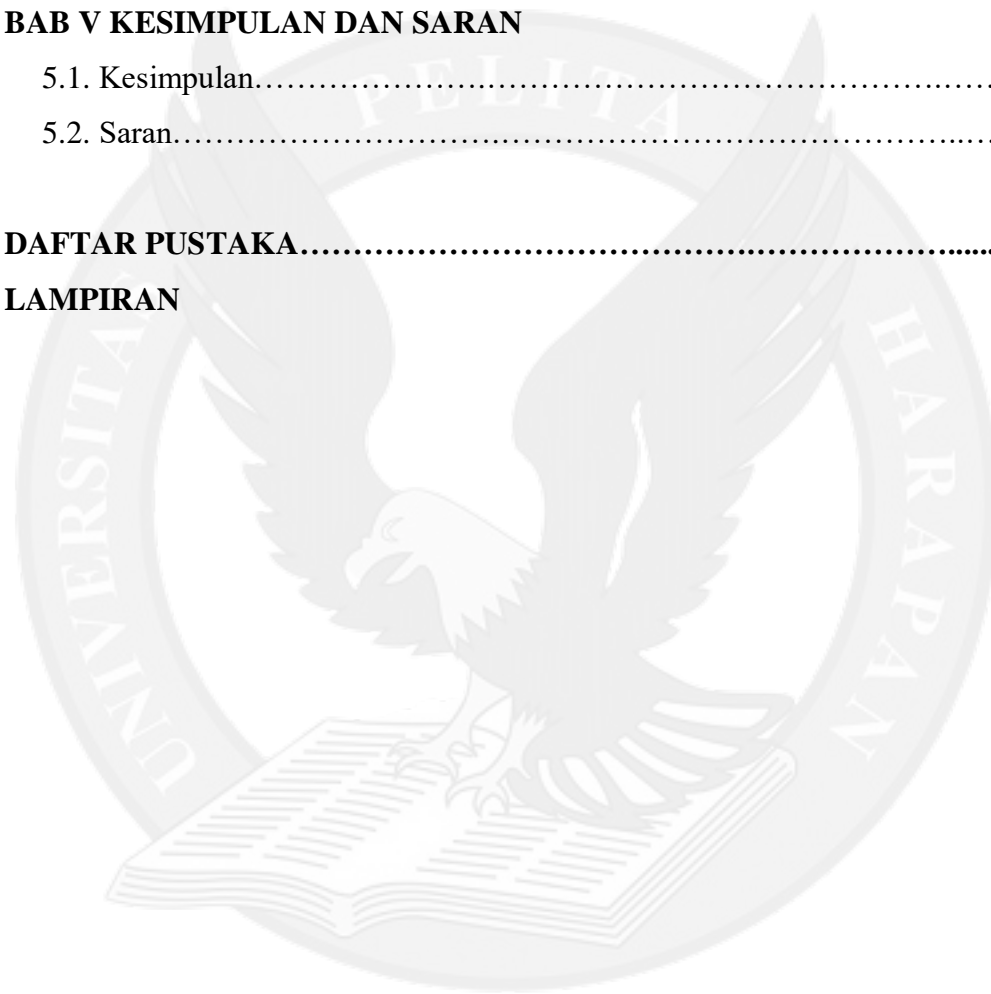 BAB V KESIMPULAN DAN SARAN
5.1. Kesimpulan………………….…………………………………….……
5.2. Saran………………………….…………………………………….…
DAFTAR PUSTAKA…………………………………………….…………………......
LAMPIRAN
UNIVERSITAS PELITA HARAPAN